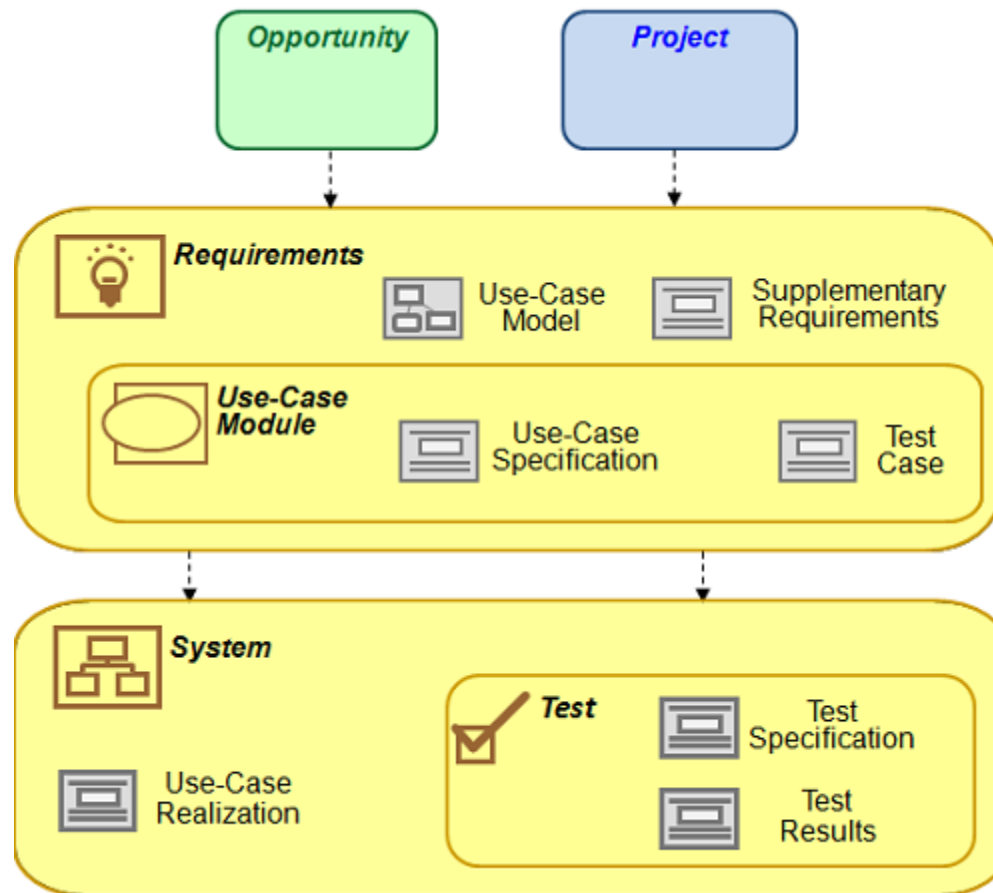 Opportunity
Project
Requirements
Use-Case
Model
Supplementary
Requirements
Use-Case
Module
Use-Case
Specification
Test
Case
System
Test
Test
Specification
Use-Case
Realization
Test
Results